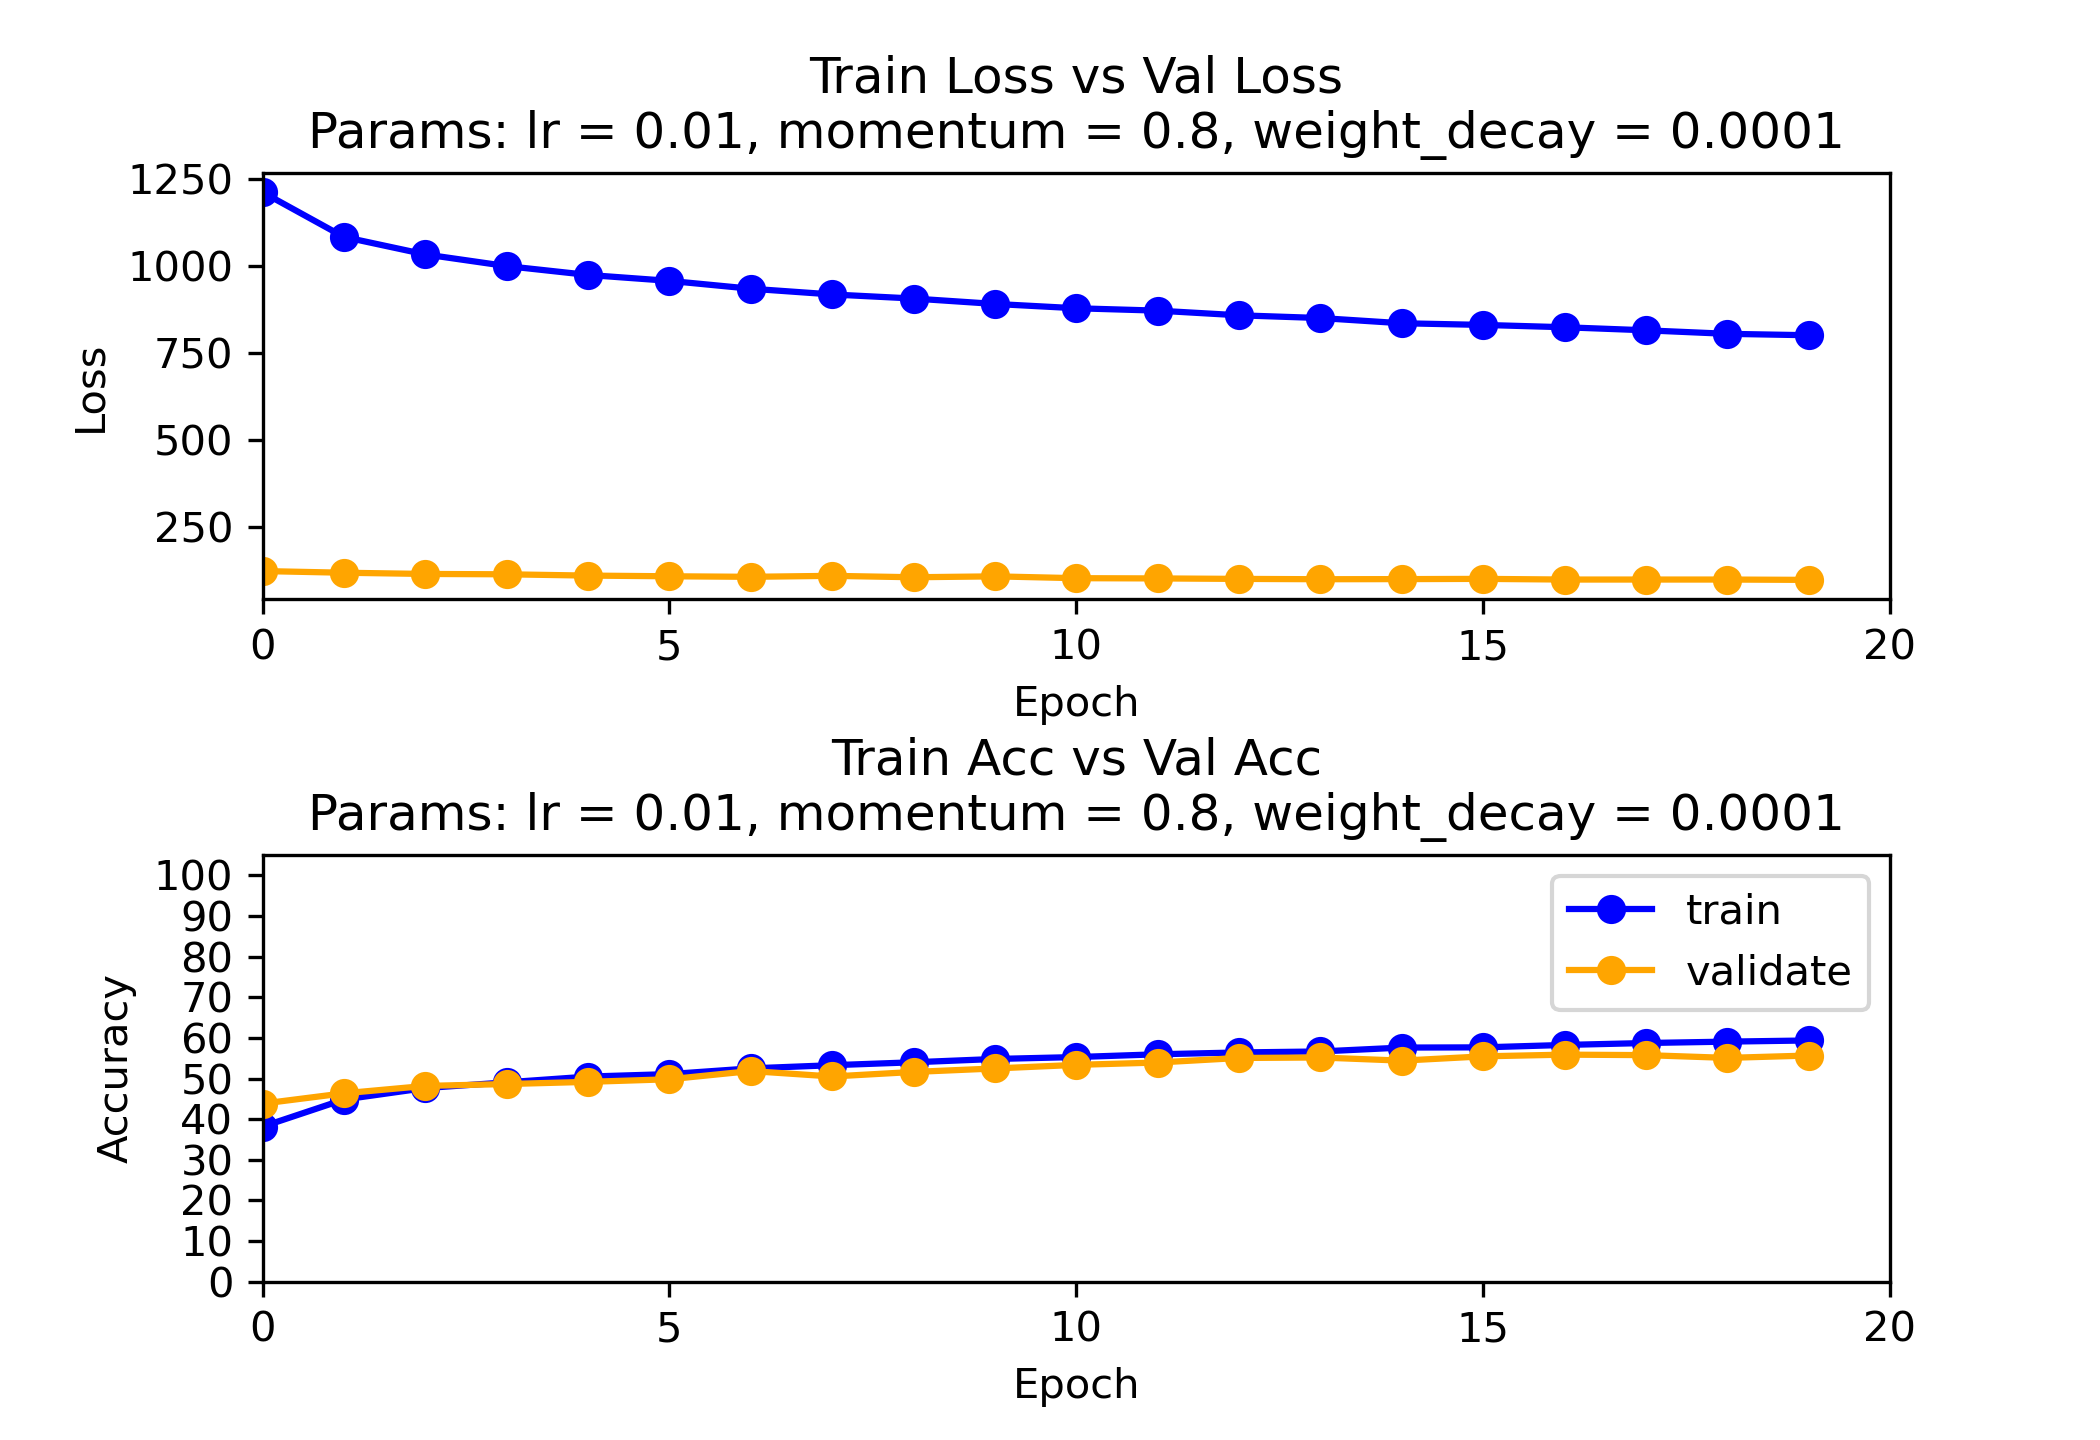 Train Loss vs Val Loss
Params: lr = 0.01, momentum = 0.8, weight_decay = 0.0001
1250
1000
750
500
250
Loss
0 5 10 15 20
Epoch
Train Acc vs Val Acc
Params: lr = 0.01, momentum = 0.8, weight_decay = 0.0001
100
90
80
70
60
50
40
30
20
10
0
Accuracy
train
validate
0 5 10 15 20
Epoch